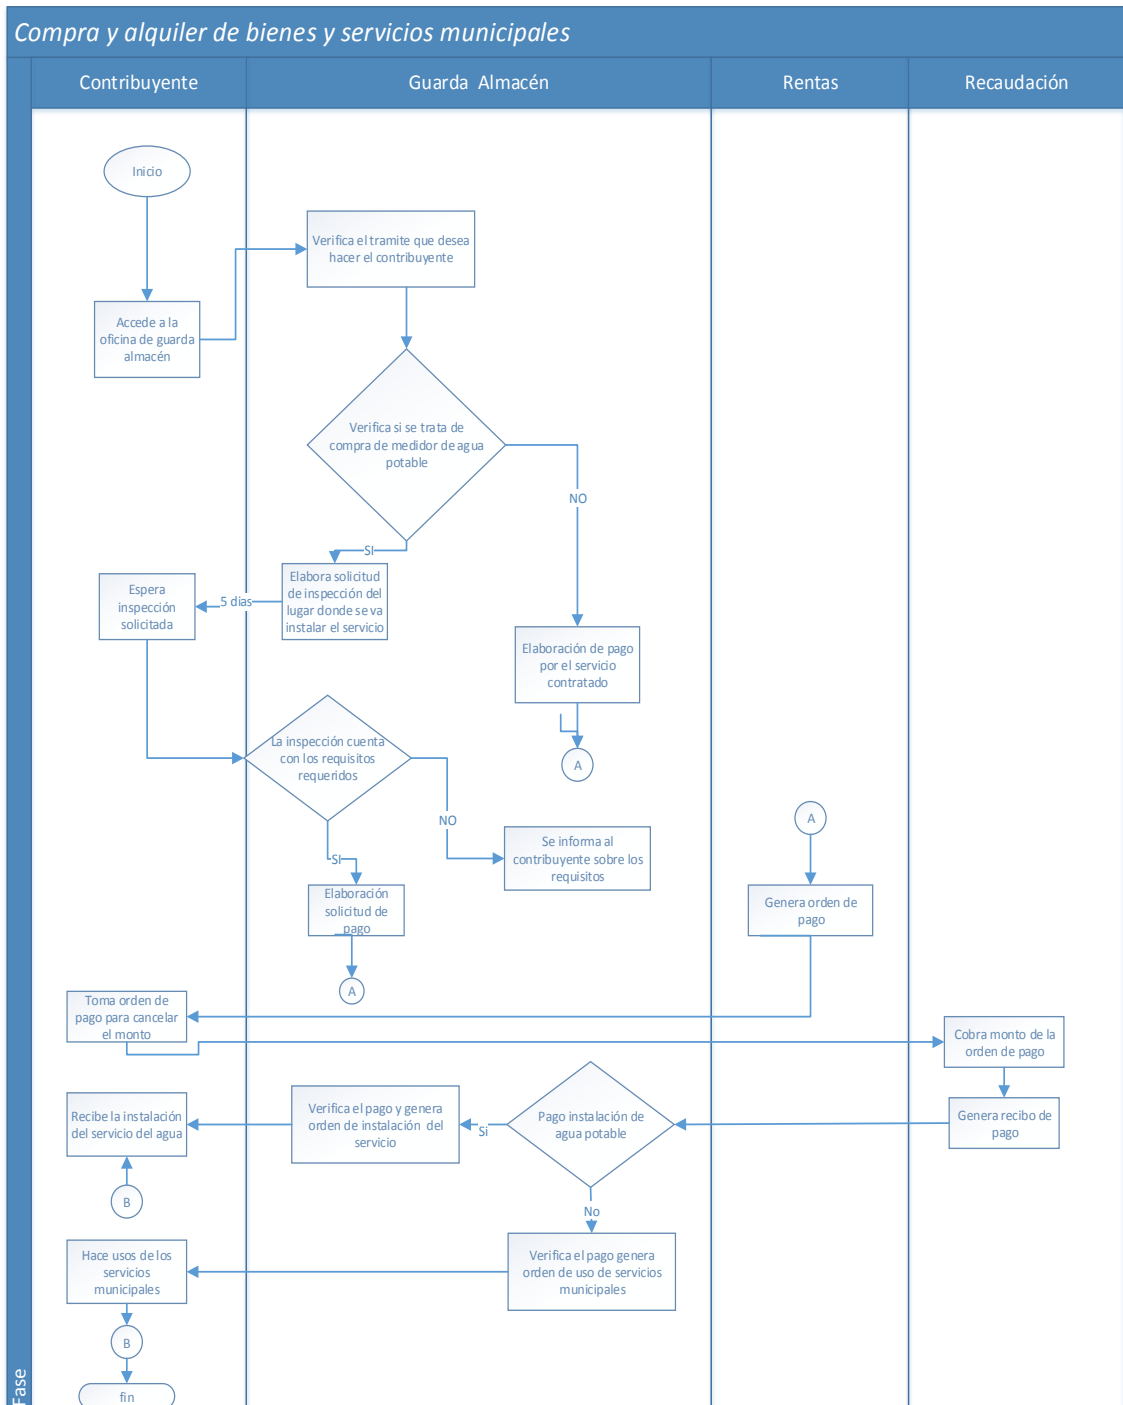 Compra y alquiler de bienes y servicios municipales
Contribuyente
Guarda Almacén
Rentas
Recaudación
Inicio
Verifica el tramite que desea
hacer el contribuyente
Accede a la
oficina de guarda
almacén
Verifica si se trata de
compra de medidor de agua
potable
NO
SI
Elabora solicitud
de inspección del
lugar donde se va
instalar el servicio
5 dias
Espera
inspección
solicitada
Elaboración de pago
por el servicio
contratado
A
La inspección cuenta
con los requisitos
requeridos
NO
SI
Se informa al
contribuyente sobre los
requisitos
A
Elaboración
solicitud de
pago
Genera orden de
pago
A
Toma orden de
pago para cancelar
el monto
Cobra monto de la
orden de pago
Genera recibo de
pago
Pago instalación de
agua potable
Si
Verifica el pago y genera
orden de instalación del
servicio
Recibe la instalación
del servicio del agua
B
No
Verifica el pago genera
orden de uso de servicios
municipales
Hace usos de los
servicios
municipales
B
fin
Fase